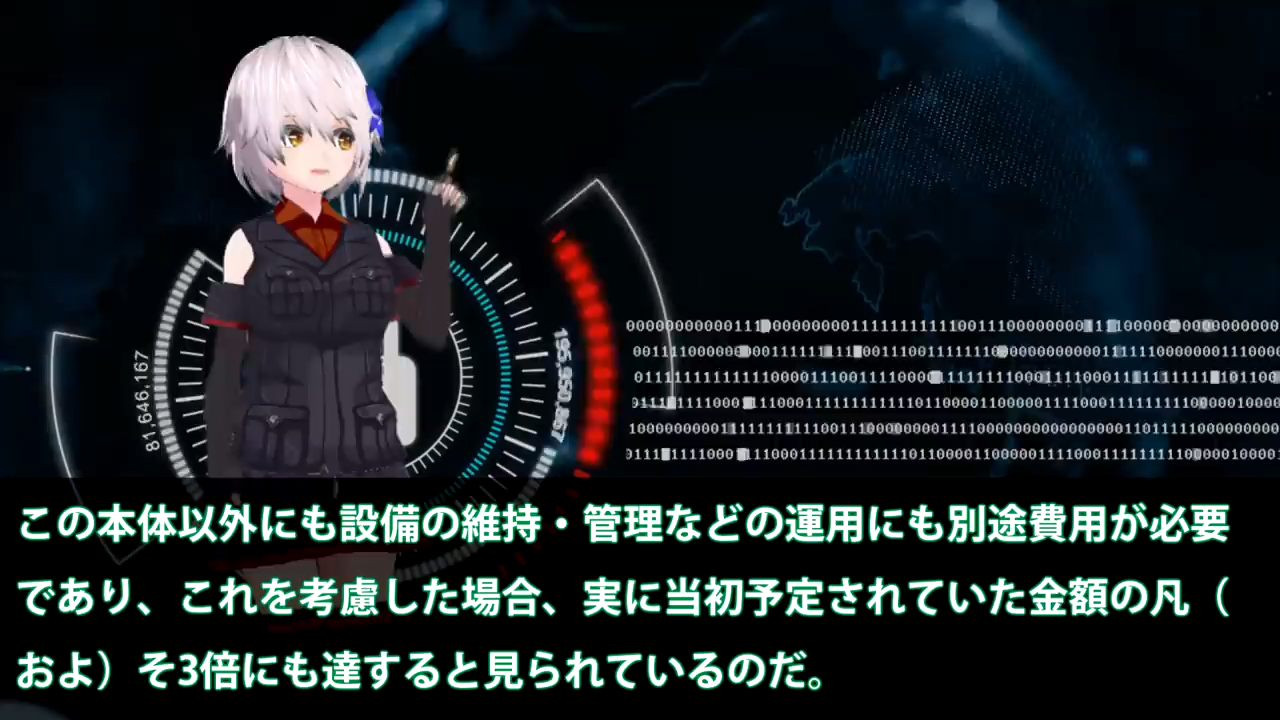 81,646,167
195,950,867
この本体以外にも設備の維持・管理などの運用にも別途費用が必要
であり、これを考慮した場合、実に当初予定されていた金額の凡（
およ）そ3倍にも達すると見られているのだ。